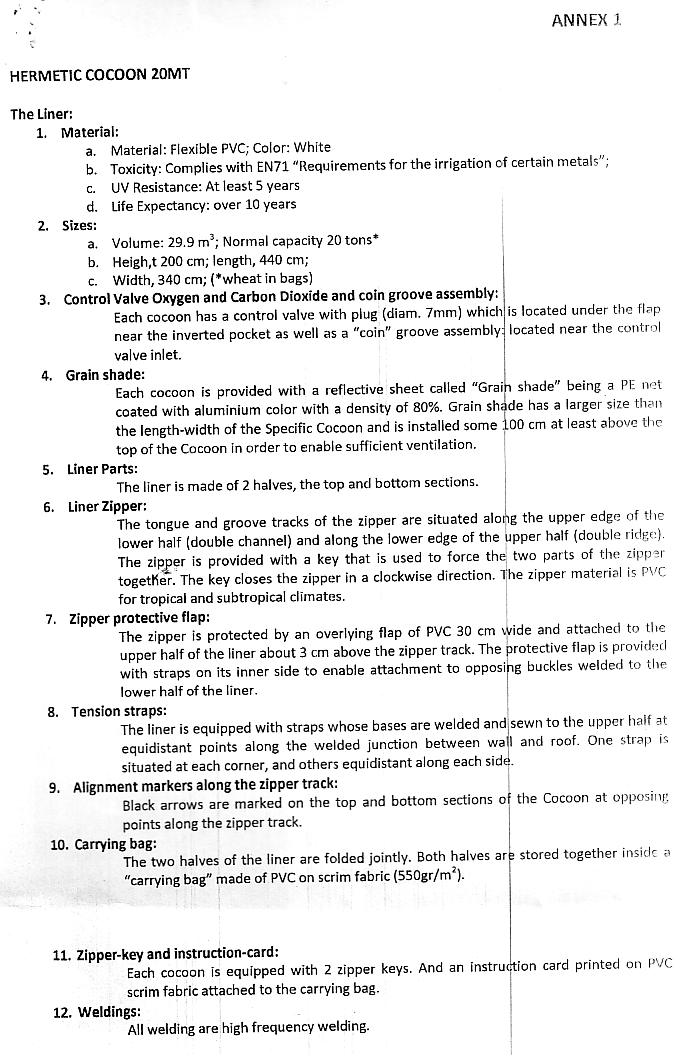 ANNEX 1
HERMETIC COCOON 20MT
The Liner:
1. Material:
a. Material: Flexible PVC; Color: White
b. Toxicity: Complies with EN71 "Requirements for the irrigation of certain metals";
c. UV Resistance: At least 5 years
d. Life Expectancy: over 10 years
2. Sizes:
a. Volume: 29.9 m³; Normal capacity 20 tons*
b. Heigh,t 200 cm; length, 440 cm;
c. Width, 340 cm; (*wheat in bags)
3. Control Valve Oxygen and Carbon Dioxide and coin groove assembly:
Each cocoon has a control valve with plug (diam. 7mm) which is located under the flap
near the inverted pocket as well as a "coin" groove assembly: located near the control
valve inlet.
4. Grain shade:
Each cocoon is provided with a reflective sheet called "Grain shade" being a PE net
coated with aluminium color with a density of 80%. Grain shade has a larger size than
the length-width of the Specific Cocoon and is installed some 100 cm at least above the
top of the Cocoon in order to enable sufficient ventilation.
5. Liner Parts:
The liner is made of 2 halves, the top and bottom sections.
6. Liner Zipper:
The tongue and groove tracks of the zipper are situated along the upper edge of the
lower half (double channel) and along the lower edge of the upper half (double ridge).
The zipper is provided with a key that is used to force the two parts of the zipper
together. The key closes the zipper in a clockwise direction. The zipper material is PVC
for tropical and subtropical climates.
7. Zipper protective flap:
The zipper is protected by an overlying flap of PVC 30 cm wide and attached to the
upper half of the liner about 3 cm above the zipper track. The protective flap is provided
with straps on its inner side to enable attachment to opposing buckles welded to the
lower half of the liner.
8. Tension straps:
The liner is equipped with straps whose bases are welded and sewn to the upper half at
equidistant points along the welded junction between wall and roof. One strap is
situated at each corner, and others equidistant along each side.
9. Alignment markers along the zipper track:
Black arrows are marked on the top and bottom sections of the Cocoon at opposing
points along the zipper track.
10. Carrying bag:
The two halves of the liner are folded jointly. Both halves are stored together inside a
"carrying bag" made of PVC on scrim fabric (550gr/m²).
11. Zipper-key and instruction-card:
Each cocoon is equipped with 2 zipper keys. And an instruction card printed on PVC
scrim fabric attached to the carrying bag.
12. Weldings:
All welding are high frequency welding.